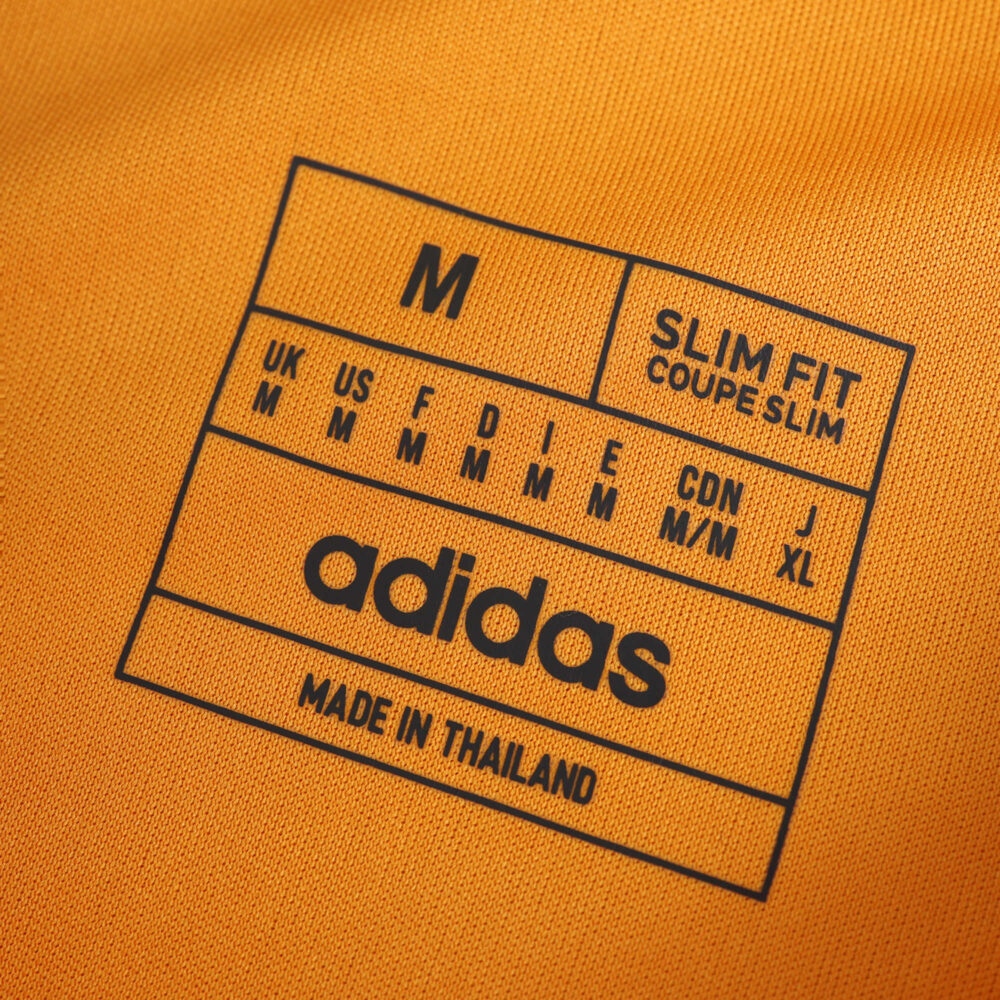 M
SLIM FIT
COUPE SLIM
UK US F D I E CDN J
M M M M M M M/M XL
adidas
MADE IN THAILAND